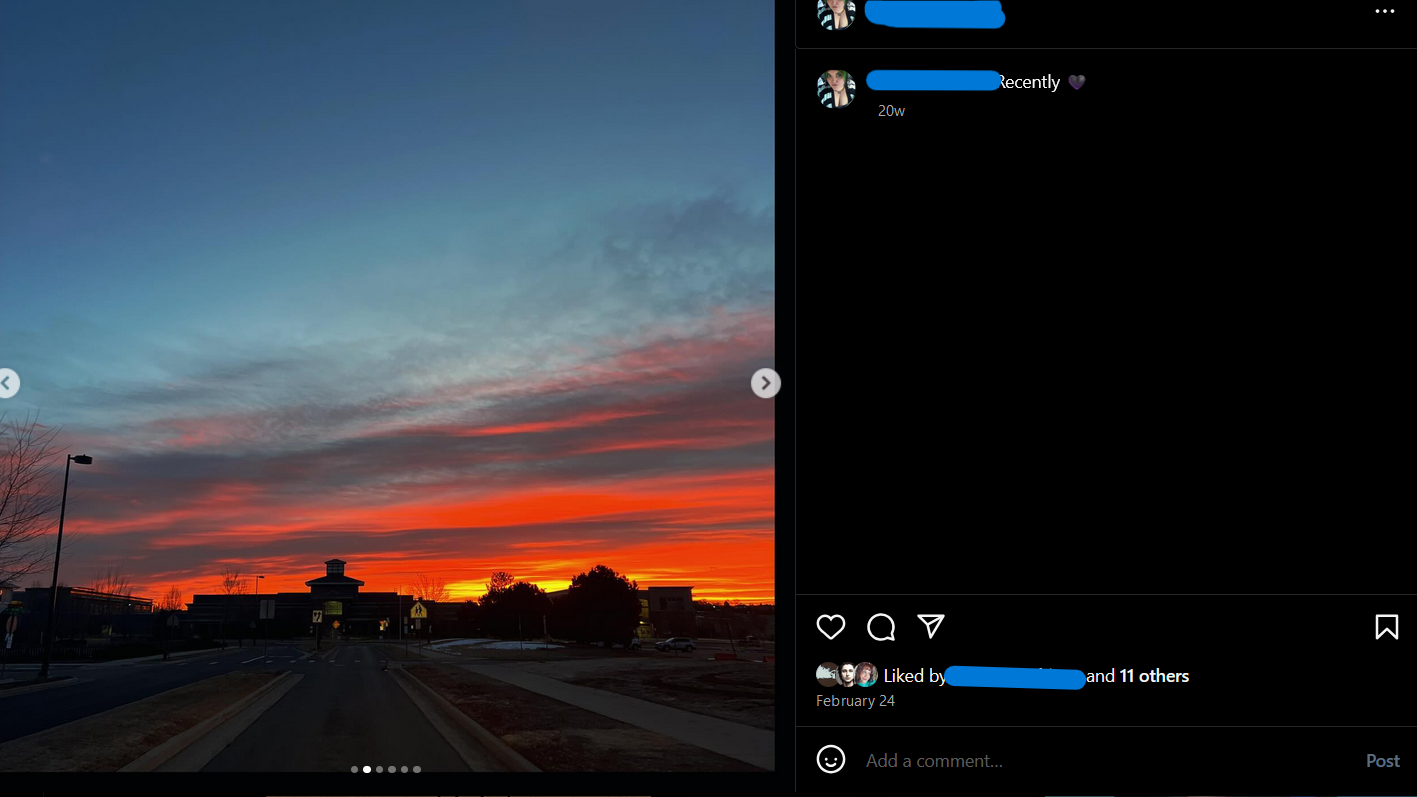 Recently 🖤
20w
Liked by and 11 others
February 24
Add a comment...
Post